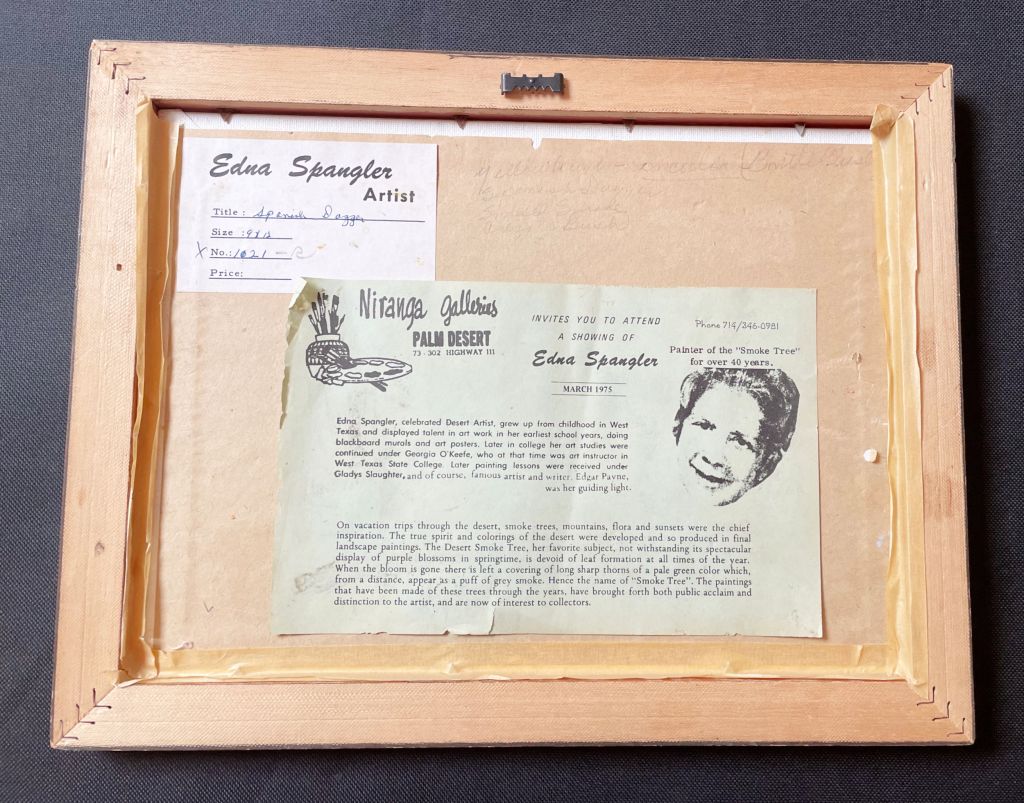 Edna Spangler
Artist
Title: Spanish Dagger
Size: 9x12
X No.: 1021 - R
Price:
Spanish Dagger
Niranga Galleries
PALM DESERT
73-302 HIGHWAY 111
INVITES YOU TO ATTEND
A SHOWING OF
Edna Spangler
MARCH 1975
Phone 714/346-0981
Painter of the "Smoke Tree"
for over 40 years.
Edna Spangler, celebrated Desert Artist, grew up from childhood in West
Texas and displayed talent in art work in her earliest school years, doing
blackboard murals and art posters. Later in college her art studies were
continued under Georgia O'Keefe, who at that time was art instructor in
West Texas State College. Later painting lessons were received under
Gladys Slaughter, and of course, famous artist and writer, Edgar Payne,
was her guiding light.
On vacation trips through the desert, smoke trees, mountains, flora and sunsets were the chief
inspiration. The true spirit and colorings of the desert were developed and so produced in final
landscape paintings. The Desert Smoke Tree, her favorite subject, not withstanding its spectacular
display of purple blossoms in springtime, is devoid of leaf formation at all times of the year.
When the bloom is gone there is left a covering of long sharp thorns of a pale green color which,
from a distance, appear as a puff of grey smoke. Hence the name of "Smoke Tree". The paintings
that have been made of these trees through the years, have brought forth both public acclaim and
distinction to the artist, and are now of interest to collectors.